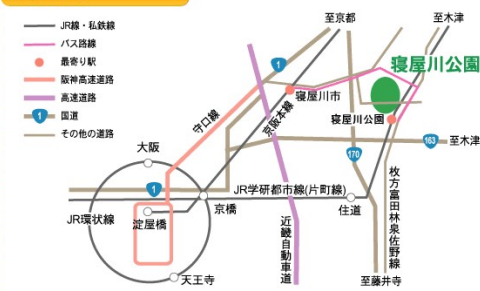 JR線・私鉄線
バス路線
最寄り駅
阪神高速道路
高速道路
1 国道
その他の道路
至京都
至木津
1
寝屋川公園
寝屋川市
守口線
京阪本線
寝屋川公園
163
至木津
170
大阪
1
JR学研都市線(片町線)
JR環状線
淀屋橋
京橋
住道
枚方富田林泉佐野線
近畿自動車道
天王寺
至藤井寺